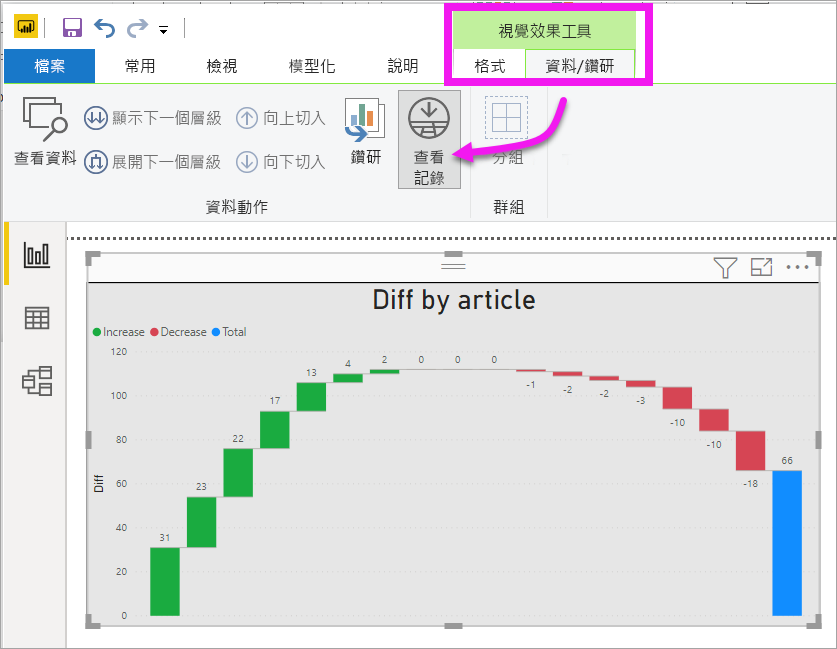 視覺效果工具
檔案 常用 檢視 模型化 說明 格式 資料/鑽研
查看資料
顯示下一個層級 向上切入
展開下一個層級 向下切入
鑽研
查看
記錄
分組
資料動作 群組
Diff by article
Increase Decrease Total
120
100
80
60
40
20
0
Diff
31
23
22
17
13
4
2
0
0
0
-1
-2
-2
-3
-10
-10
-18
66